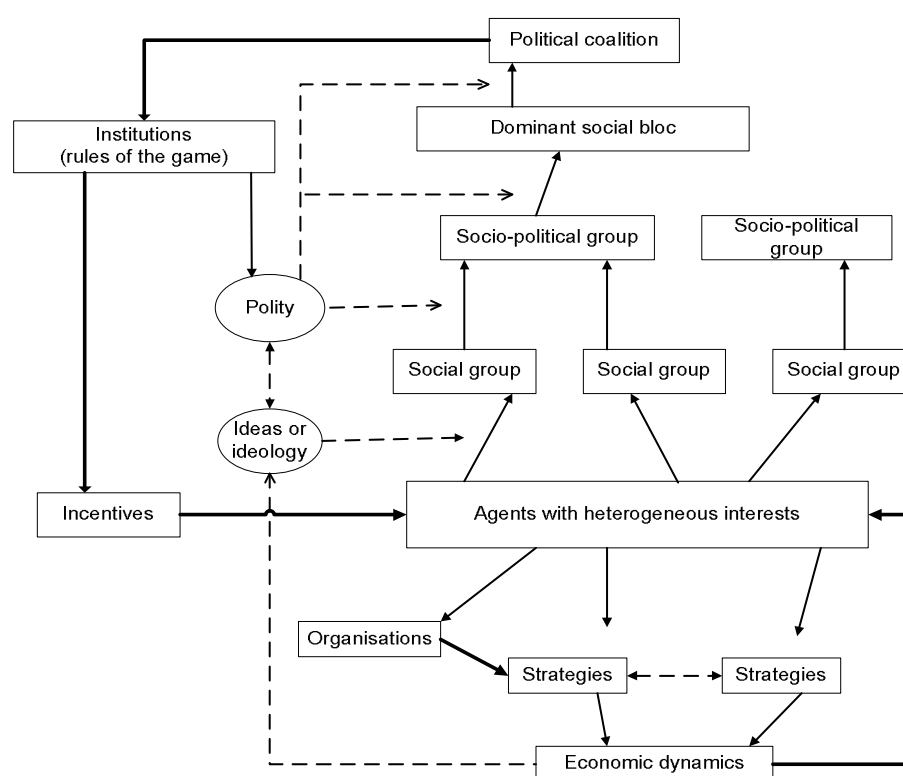 Political coalition
Institutions
(rules of the game)
Dominant social bloc
Socio-political group
Socio-political
group
Polity
Social group
Social group
Social group
Ideas or
ideology
Incentives
Agents with heterogeneous interests
Organisations
Strategies
Strategies
Economic dynamics